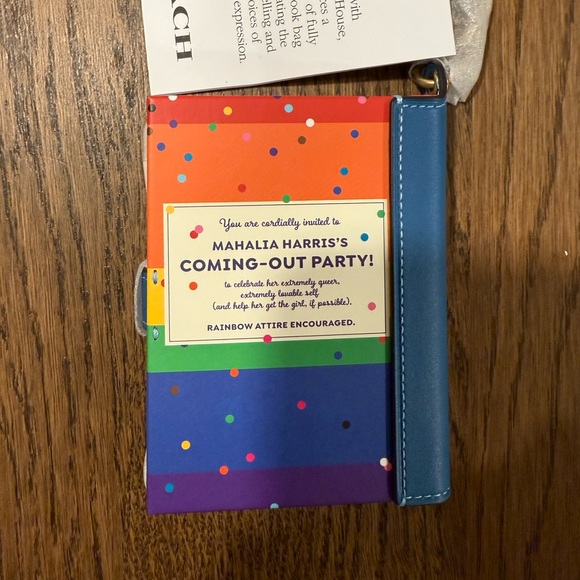 with
House,
es a
of fully
ook bag
ating the
elling and
oices of
expression.
ACH
You are cordially invited to
MAHALIA HARRIS'S
COMING-OUT PARTY!
to celebrate her extremely queer,
extremely lovable self
(and help her get the girl, if possible).
RAINBOW ATTIRE ENCOURAGED.